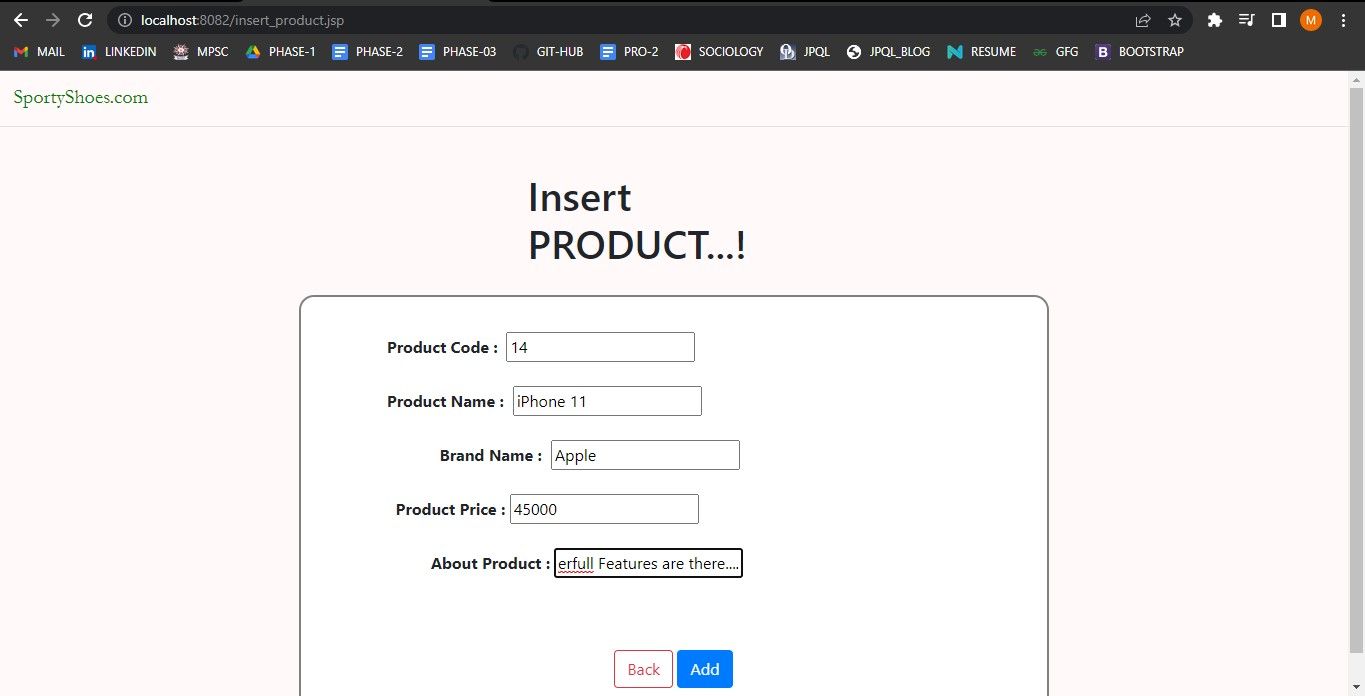 localhost:8082/insert_product.jsp
M
MAIL LINKEDIN MPSC PHASE-1 PHASE-2 PHASE-03 GIT-HUB PRO-2 SOCIOLOGY JPQL JPQL_BLOG RESUME GFG BOOTSTRAP
SportyShoes.com
Insert
PRODUCT...!
Product Code : 14
Product Name : iPhone 11
Brand Name : Apple
Product Price : 45000
About Product : erfull Features are there....
Back Add